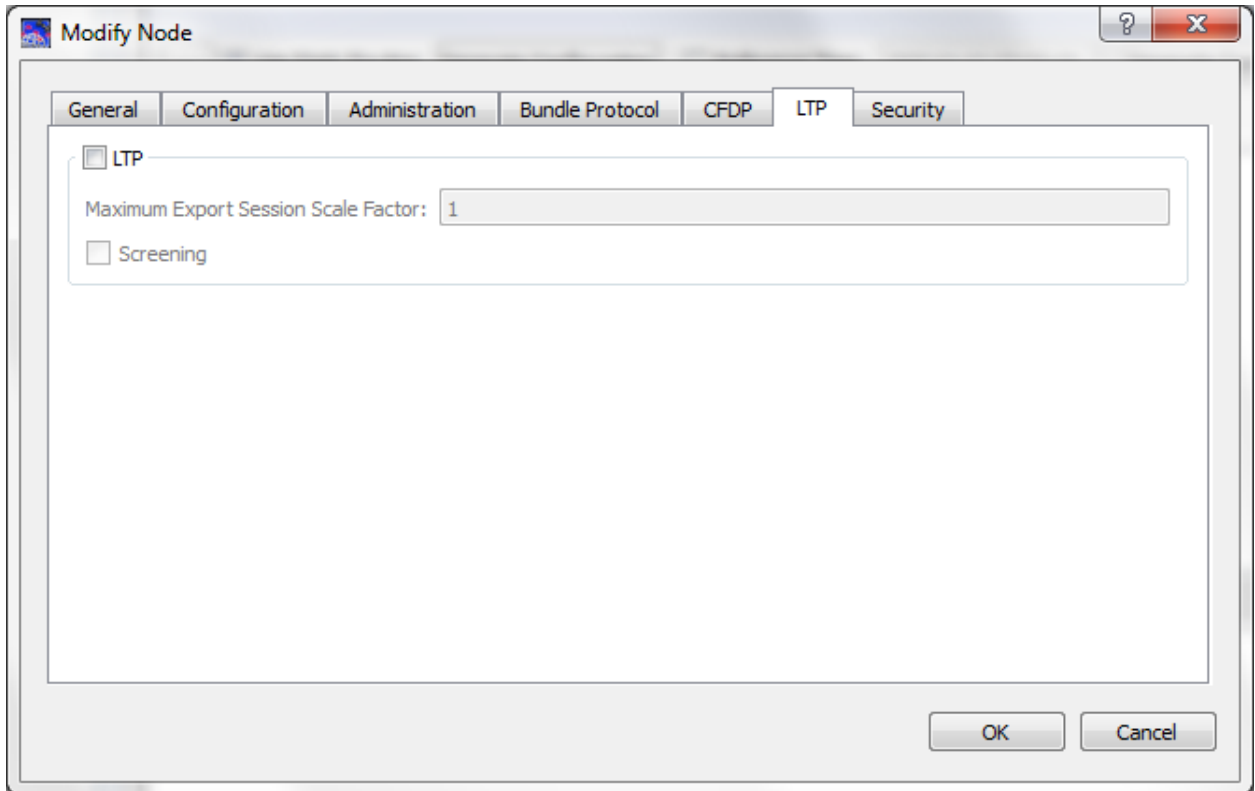 Modify Node
General Configuration Administration Bundle Protocol CFDP LTP Security
LTP
Maximum Export Session Scale Factor: 1
Screening
OK Cancel